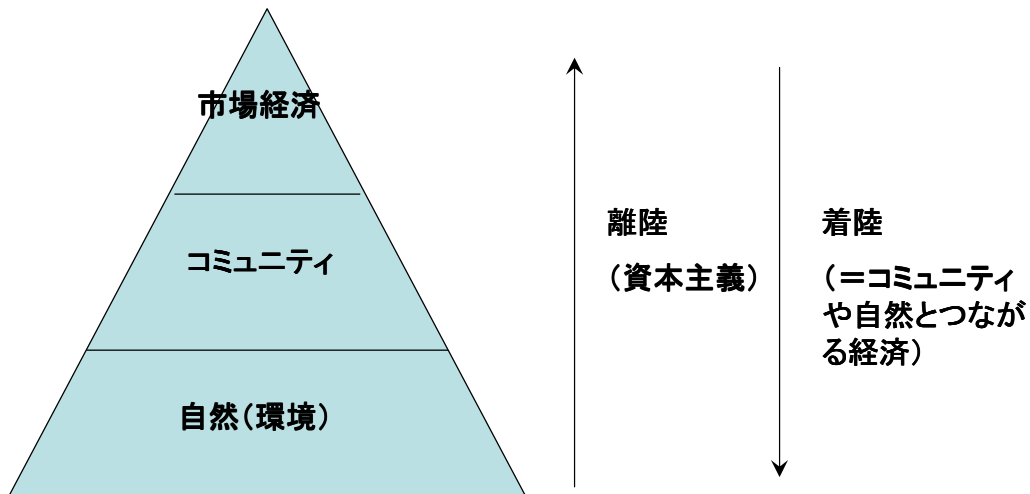 市場経済
コミュニティ
自然(環境)
離陸
(資本主義)
着陸
(=コミュニティ
や自然とつなが
る経済)